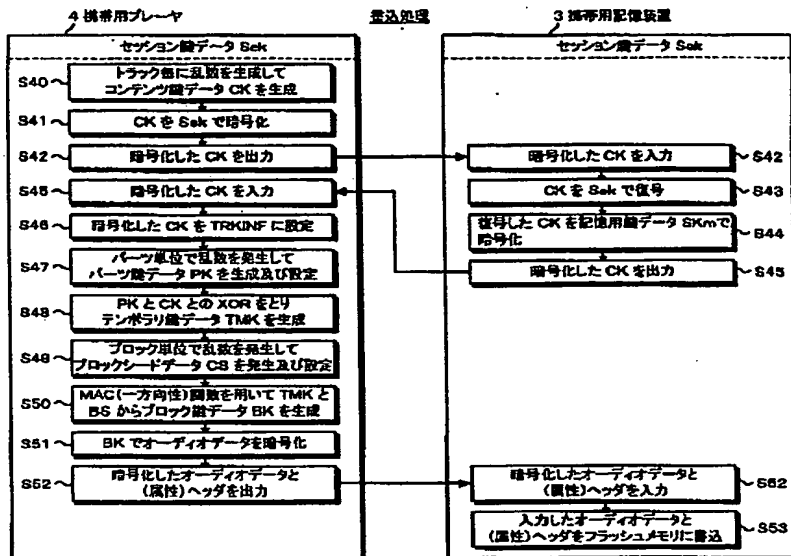 4 携帯用プレーヤ
書込処理
3 携帯用記憶装置
セッション鍵データ Sek
S40
トラック毎に乱数を生成して
コンテンツ鍵データ CK を生成
S41
CK を Sek で暗号化
S42
暗号化した CK を出力
S45
暗号化した CK を入力
S46
暗号化した CK を TRKINF に設定
S47
パーツ単位で乱数を発生して
パーツ鍵データ PK を生成及び設定
S48
PK と CK との XOR をとり
テンポラリ鍵データ TMK を生成
S49
ブロック単位で乱数を発生して
ブロックシードデータ CS を発生及び設定
S50
MAC(一方向性)関数を用いて TMK と
BS からブロック鍵データ BK を生成
S51
BK でオーディオデータを暗号化
S52
暗号化したオーディオデータと
(属性)ヘッダを出力
セッション鍵データ Sek
暗号化した CK を入力
S42
CK を Sek で復号
S43
復号した CK を記憶用鍵データ SKm で
暗号化
S44
暗号化した CK を出力
S45
暗号化したオーディオデータと
(属性)ヘッダを入力
S52
入力したオーディオデータと
(属性)ヘッダをフラッシュメモリに書込
S53